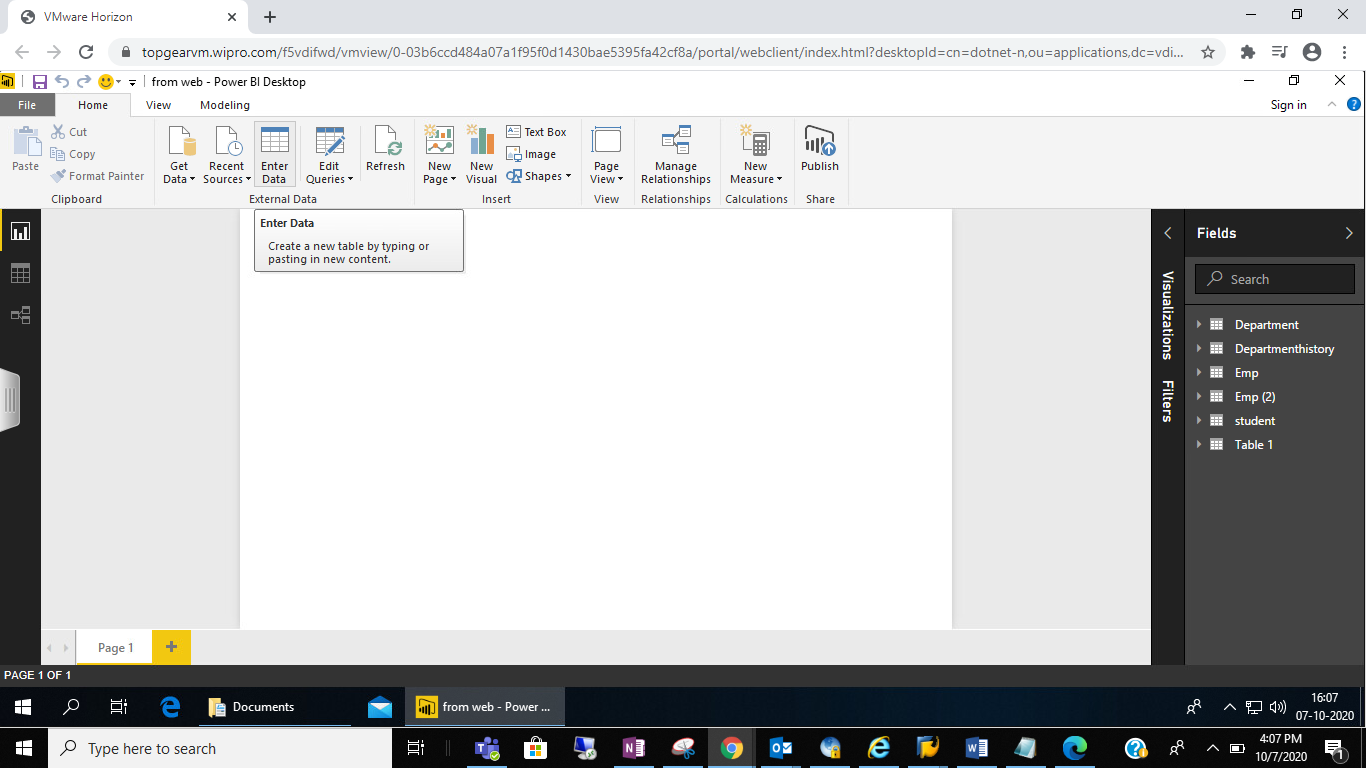 VMware Horizon
topgearvm.wipro.com/f5vdifwd/vmview/0-03b6ccd484a07a1f95f0d1430bae5395fa42cf8a/portal/webclient/index.html?desktopId=cn=dotnet-n,ou=applications,dc=vdi...
from web - Power BI Desktop
File Home View Modeling Sign in
Paste
Cut
Copy
Format Painter
Get Data
Recent Sources
Enter Data
Edit Queries
Refresh
New Page
New Visual
Text Box
Image
Shapes
Page View
Manage Relationships
New Measure
Publish
Clipboard External Data Insert View Relationships Calculations Share
Enter Data
Create a new table by typing or
pasting in new content.
Visualizations
Filters
Fields
Search
Department
Departmenthistory
Emp
Emp (2)
student
Table 1
Page 1
PAGE 1 OF 1
Documents
from web - Power ...
16:07
07-10-2020
Type here to search
4:07 PM
10/7/2020
1